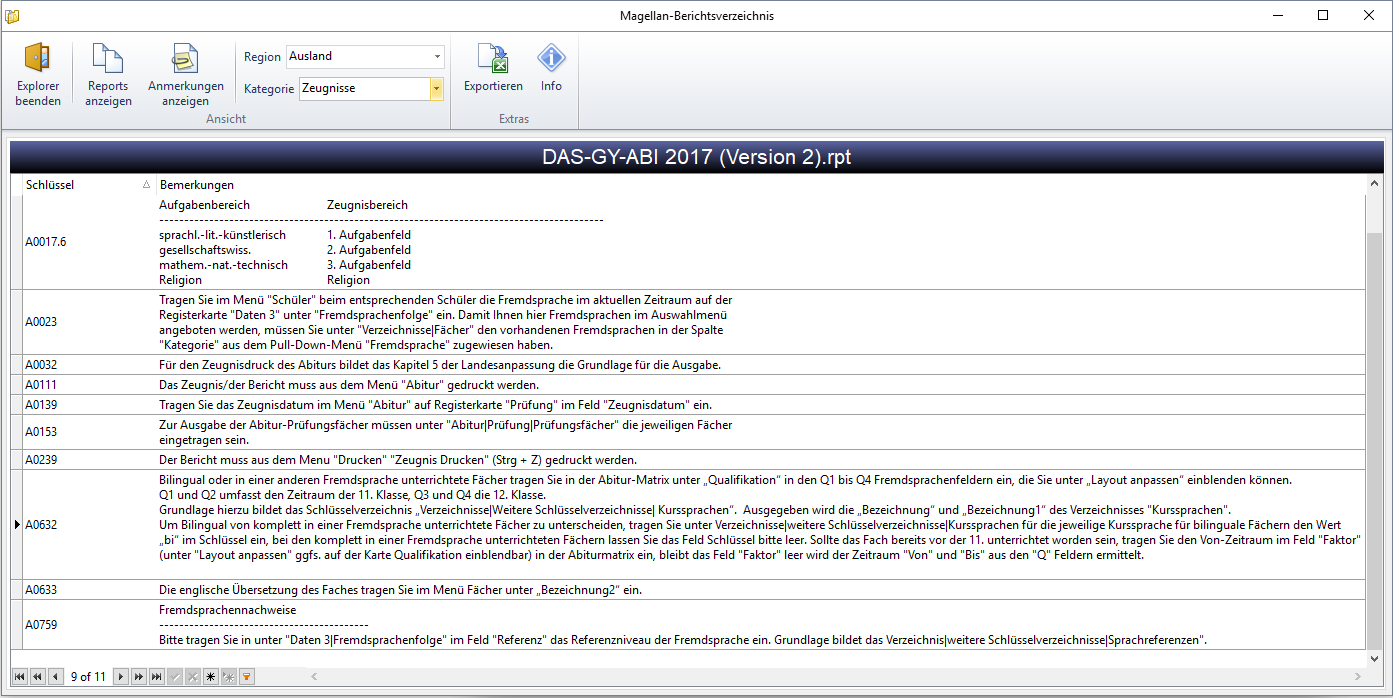 Magellan-Berichtsverzeichnis
Explorer beenden
Reports anzeigen
Anmerkungen anzeigen
Region Ausland
Kategorie Zeugnisse
Ansicht
Exportieren
Info
Extras
DAS-GY-ABI 2017 (Version 2).rpt
Schlüssel Bemerkungen
Aufgabenbereich Zeugnisbereich
-----------------------------------------------------------------------------------------
A0017.6
sprachl.-lit.-künstlerisch 1. Aufgabenfeld
gesellschaftswiss. 2. Aufgabenfeld
mathem.-nat.-technisch 3. Aufgabenfeld
Religion Religion
A0023
Tragen Sie im Menü "Schüler" beim entsprechenden Schüler die Fremdsprache im aktuellen Zeitraum auf der
Registerkarte "Daten 3" unter "Fremdsprachenfolge" ein. Damit Ihnen hier Fremdsprachen im Auswahlmenü
angeboten werden, müssen Sie unter "Verzeichnisse|Fächer" den vorhandenen Fremdsprachen in der Spalte
"Kategorie" aus dem Pull-Down-Menü "Fremdsprache" zugewiesen haben.
A0032 Für den Zeugnisdruck des Abiturs bildet das Kapitel 5 der Landesanpassung die Grundlage für die Ausgabe.
A0111 Das Zeugnis/der Bericht muss aus dem Menü "Abitur" gedruckt werden.
A0139 Tragen Sie das Zeugnisdatum im Menü "Abitur" auf Registerkarte "Prüfung" im Feld "Zeugnisdatum" ein.
A0153
Zur Ausgabe der Abitur-Prüfungsfächer müssen unter "Abitur|Prüfung|Prüfungsfächer" die jeweiligen Fächer
eingetragen sein.
A0239 Der Bericht muss aus dem Menu "Drucken" "Zeugnis Drucken" (Strg + Z) gedruckt werden.
A0632
Bilingual oder in einer anderen Fremdsprache unterrichtete Fächer tragen Sie in der Abitur-Matrix unter „Qualifikation“ in den Q1 bis Q4 Fremdsprachenfeldern ein, die Sie unter „Layout anpassen“ einblenden können.
Q1 und Q2 umfasst den Zeitraum der 11. Klasse, Q3 und Q4 die 12. Klasse.
Grundlage hierzu bildet das Schlüsselverzeichnis „Verzeichnisse|Weitere Schlüsselverzeichnisse| Kurssprachen“. Ausgegeben wird die „Bezeichnung“ und „Bezeichnung1“ des Verzeichnisses "Kurssprachen".
Um Bilingual von komplett in einer Fremdsprache unterrichtete Fächer zu unterscheiden, tragen Sie unter Verzeichnisse|weitere Schlüsselverzeichnisse|Kurssprachen für die jeweilige Kurssprache für bilinguale Fächern den Wert
„bi“ im Schlüssel ein, bei den komplett in einer Fremdsprache unterrichteten Fächern lassen Sie das Feld Schlüssel bitte leer. Sollte das Fach bereits vor der 11. unterrichtet worden sein, tragen Sie den Von-Zeitraum im Feld "Faktor"
(unter "Layout anpassen" ggfs. auf der Karte Qualifikation einblendbar) in der Abiturmatrix ein, bleibt das Feld "Faktor" leer wird der Zeitraum "Von" und "Bis" aus den "Q" Feldern ermittelt.
A0633 Die englische Übersetzung des Faches tragen Sie im Menü Fächer unter „Bezeichnung2“ ein.
A0759
Fremdsprachennachweise
------------------------------------------
Bitte tragen Sie in unter "Daten 3|Fremdsprachenfolge" im Feld "Referenz" das Referenzniveau der Fremdsprache ein. Grundlage bildet das Verzeichnis|weitere Schlüsselverzeichnisse|Sprachreferenzen".
9 of 11